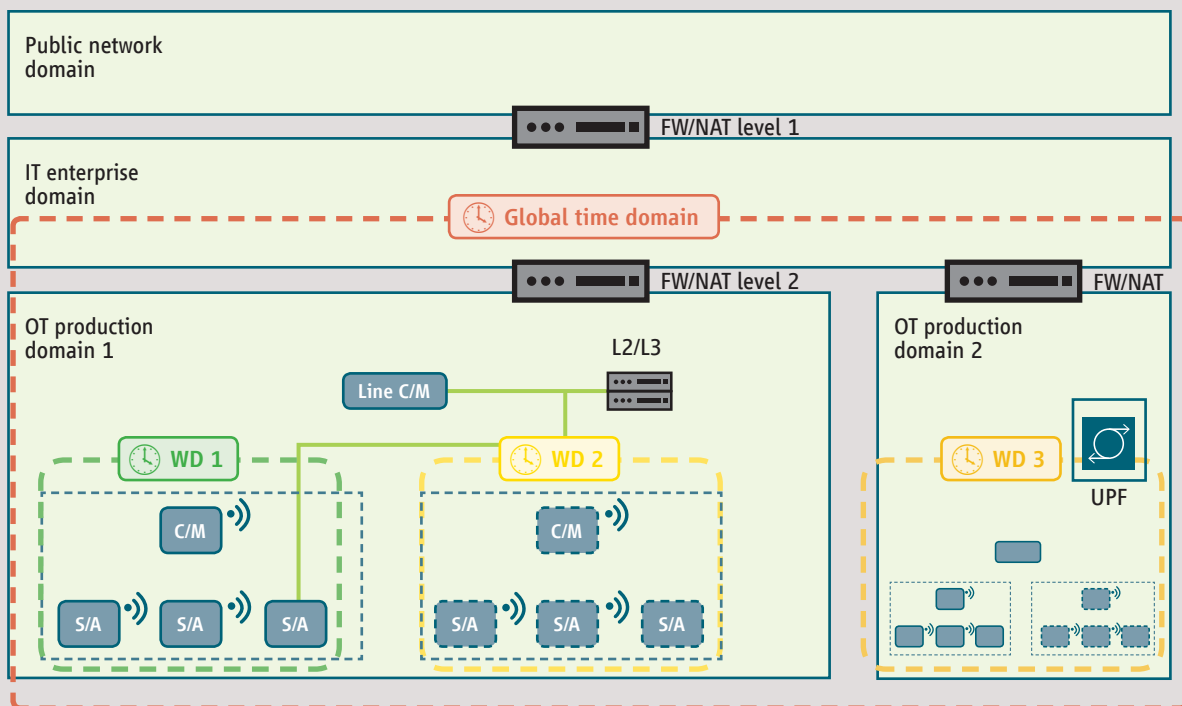 Public network
domain
FW/NAT level 1
IT enterprise
domain
Global time domain
FW/NAT level 2
FW/NAT
OT production
domain 1
L2/L3
Line C/M
WD 1
WD 2
C/M
C/M
S/A
S/A
S/A
S/A
S/A
S/A
OT production
domain 2
WD 3
UPF